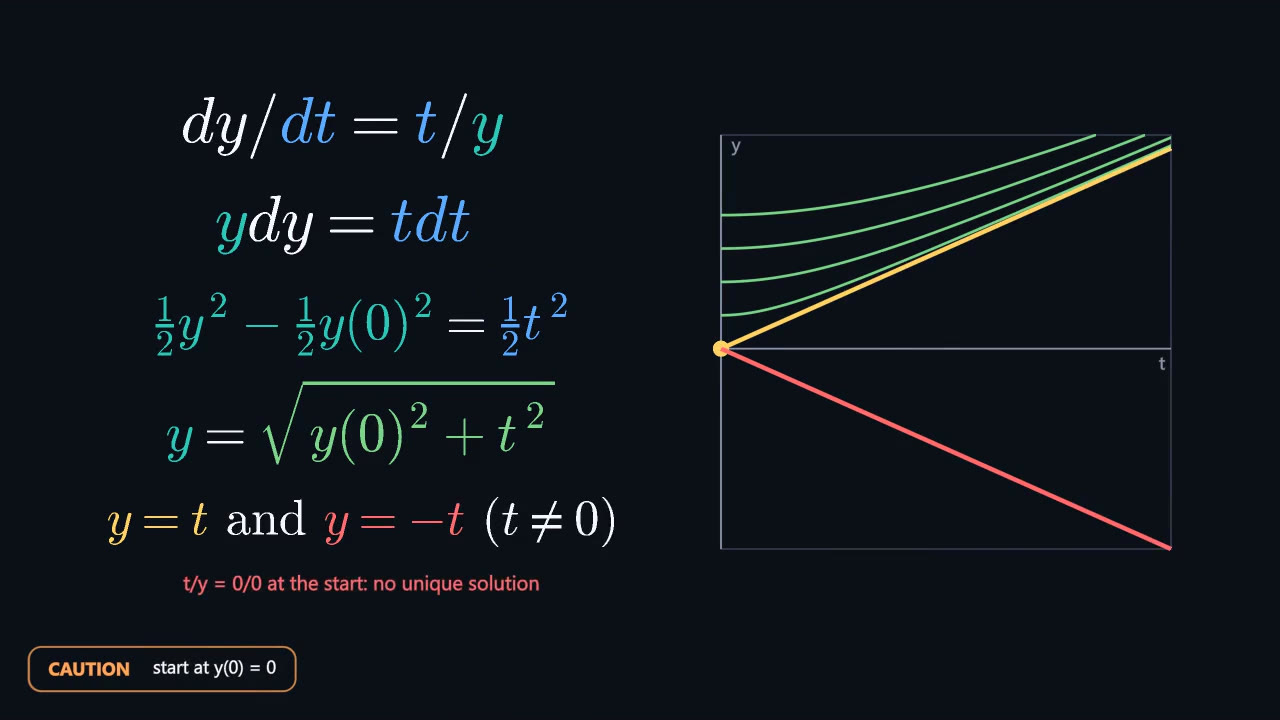 dy/dt = t/y
ydy = tdt
½y² − ½y(0)² = ½t²
y = √(y(0)² + t²)
y = t and y = −t (t ≠ 0)
t/y = 0/0 at the start: no unique solution
CAUTION start at y(0) = 0
y
t